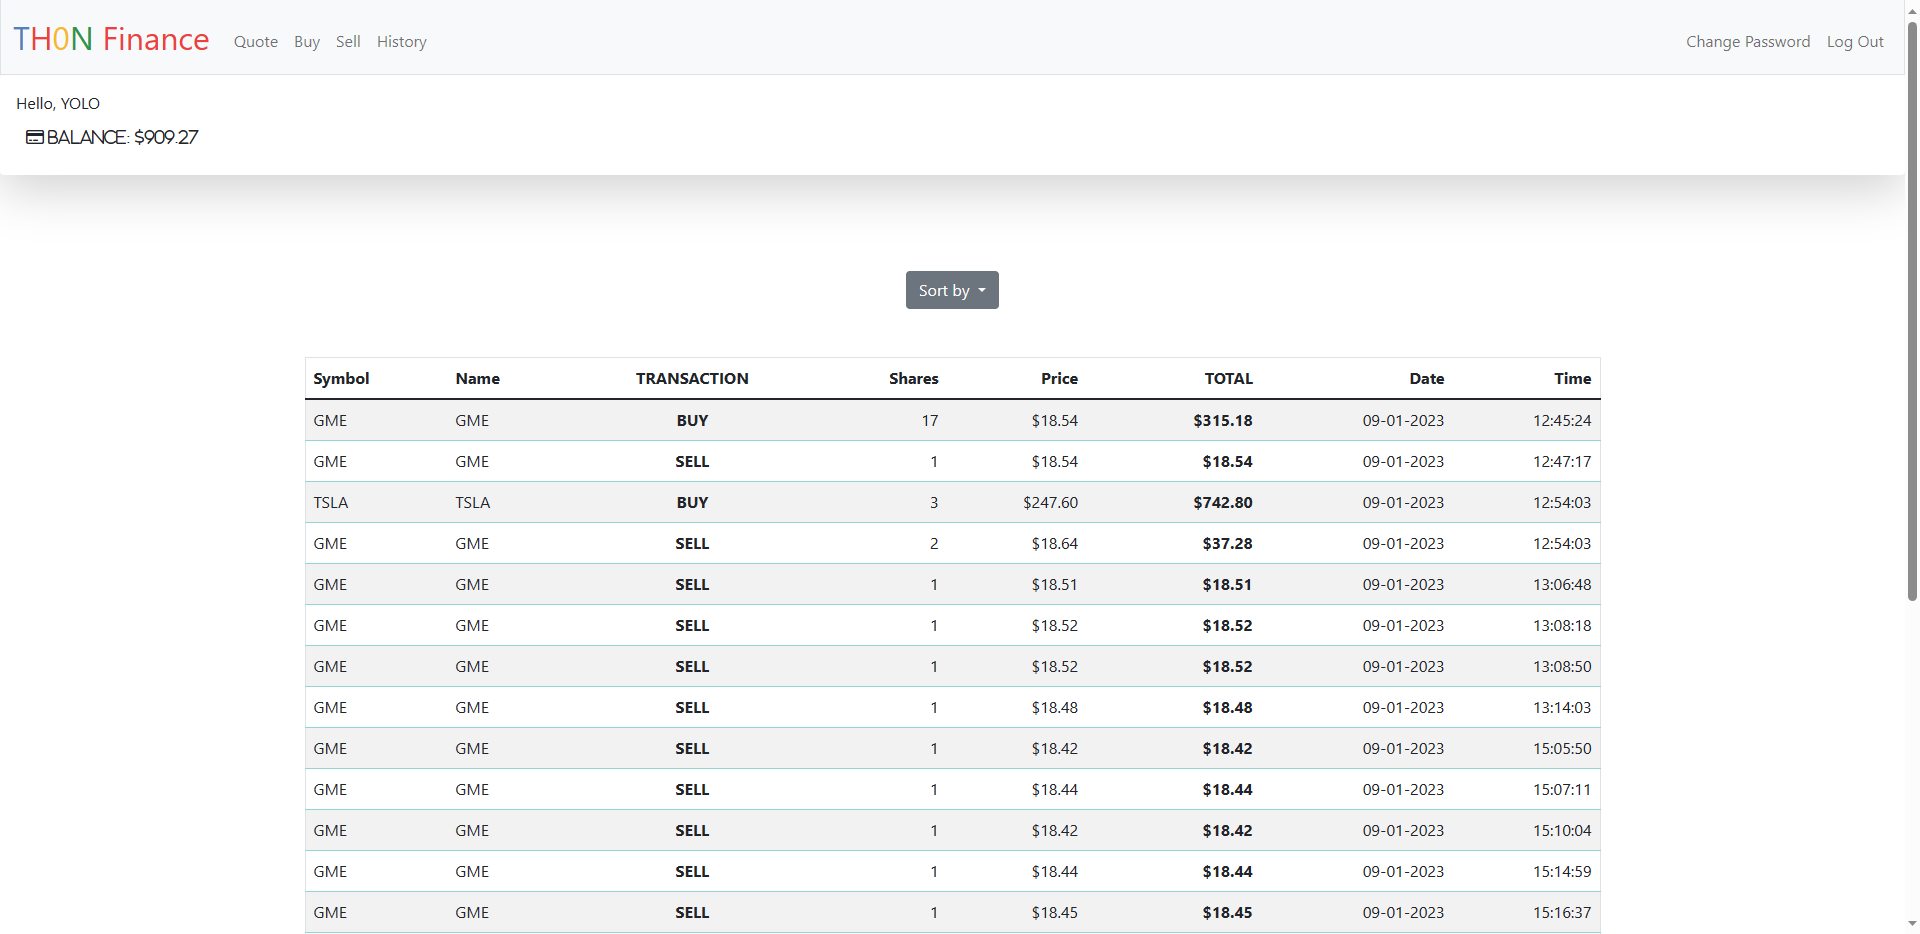 TH0N Finance Quote Buy Sell History Change Password Log Out
Hello, YOLO
BALANCE: $909.27
Sort by
Symbol Name TRANSACTION Shares Price TOTAL Date Time
GME GME BUY 17 $18.54 $315.18 09-01-2023 12:45:24
GME GME SELL 1 $18.54 $18.54 09-01-2023 12:47:17
TSLA TSLA BUY 3 $247.60 $742.80 09-01-2023 12:54:03
GME GME SELL 2 $18.64 $37.28 09-01-2023 12:54:03
GME GME SELL 1 $18.51 $18.51 09-01-2023 13:06:48
GME GME SELL 1 $18.52 $18.52 09-01-2023 13:08:18
GME GME SELL 1 $18.52 $18.52 09-01-2023 13:08:50
GME GME SELL 1 $18.48 $18.48 09-01-2023 13:14:03
GME GME SELL 1 $18.42 $18.42 09-01-2023 15:05:50
GME GME SELL 1 $18.44 $18.44 09-01-2023 15:07:11
GME GME SELL 1 $18.42 $18.42 09-01-2023 15:10:04
GME GME SELL 1 $18.44 $18.44 09-01-2023 15:14:59
GME GME SELL 1 $18.45 $18.45 09-01-2023 15:16:37